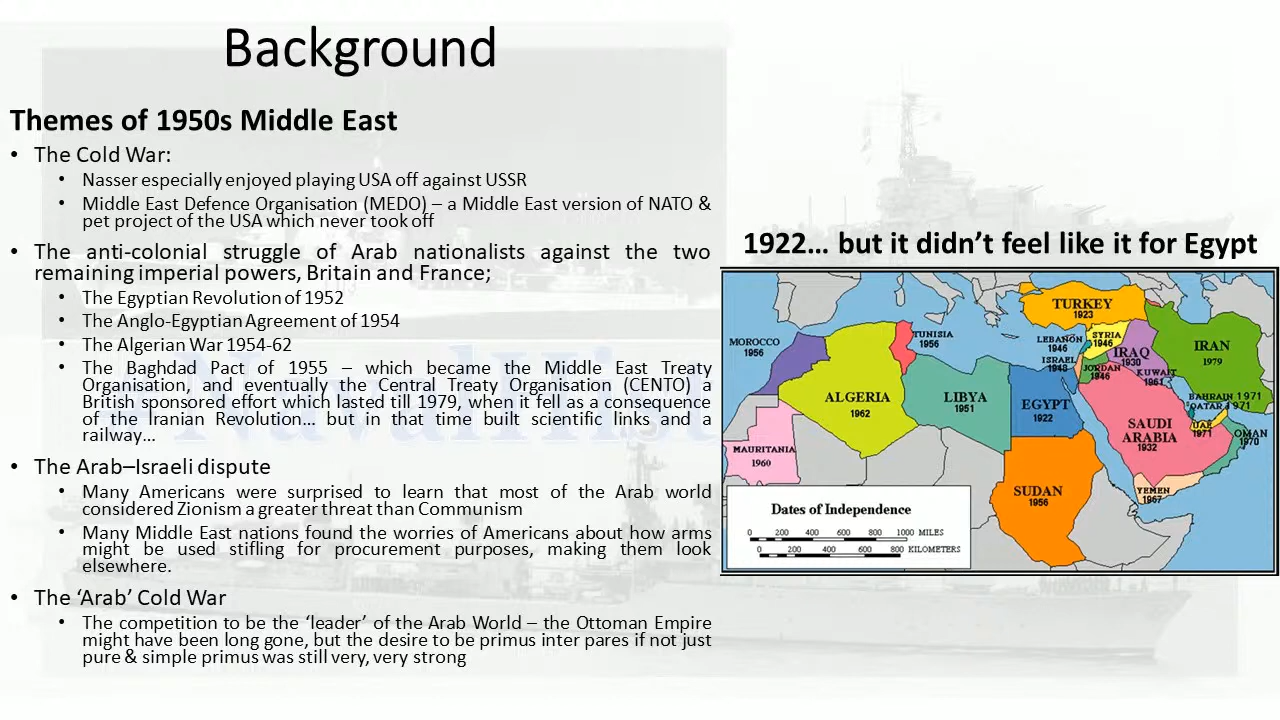 Background
Themes of 1950s Middle East
• The Cold War:
• Nasser especially enjoyed playing USA off against USSR
• Middle East Defence Organisation (MEDO) – a Middle East version of NATO &
pet project of the USA which never took off
• The anti-colonial struggle of Arab nationalists against the two
remaining imperial powers, Britain and France;
• The Egyptian Revolution of 1952
• The Anglo-Egyptian Agreement of 1954
• The Algerian War 1954-62
• The Baghdad Pact of 1955 – which became the Middle East Treaty
Organisation, and eventually the Central Treaty Organisation (CENTO) a
British sponsored effort which lasted till 1979, when it fell as a consequence
of the Iranian Revolution... but in that time built scientific links and a
railway...
• The Arab–Israeli dispute
• Many Americans were surprised to learn that most of the Arab world
considered Zionism a greater threat than Communism
• Many Middle East nations found the worries of Americans about how arms
might be used stifling for procurement purposes, making them look
elsewhere.
• The ‘Arab’ Cold War
• The competition to be the ‘leader’ of the Arab World – the Ottoman Empire
might have been long gone, but the desire to be primus inter pares if not just
pure & simple primus was still very, very strong
1922... but it didn’t feel like it for Egypt
TURKEY
1923
MOROCCO
1956
TUNISIA
1956
LEBANON
1946
SYRIA
1946
ISRAEL
1948
IRAQ
1930
IRAN
1979
JORDAN
1946
KUWAIT
1961
ALGERIA
1962
LIBYA
1951
EGYPT
1922
BAHRAIN 1971
QATAR 1971
SAUDI
ARABIA
1932
UAE
1971
OMAN
1970
MAURITANIA
1960
SUDAN
1956
YEMEN
1967
Dates of Independence
0 200 400 600 800 1000 MILES
0 200 400 600 800 KILOMETERS